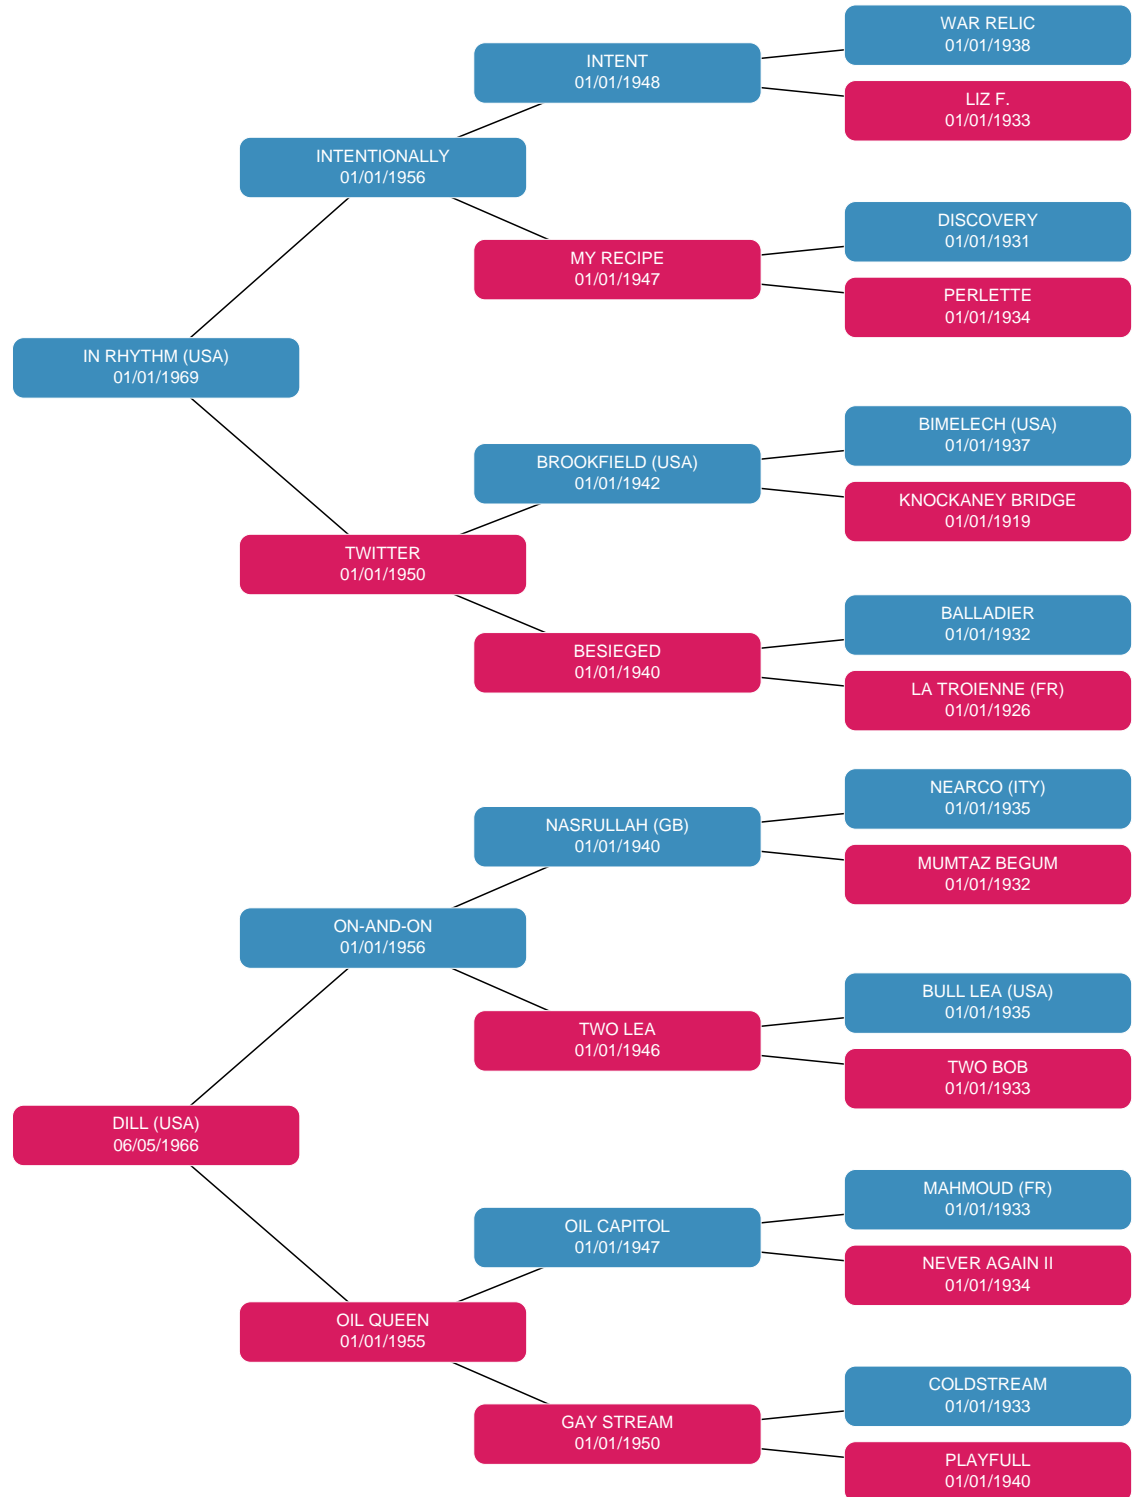 WAR RELIC
01/01/1938
INTENT
01/01/1948
LIZ F.
01/01/1933
INTENTIONALLY
01/01/1956
DISCOVERY
01/01/1931
MY RECIPE
01/01/1947
PERLETTE
01/01/1934
IN RHYTHM (USA)
01/01/1969
BIMELECH (USA)
01/01/1937
BROOKFIELD (USA)
01/01/1942
KNOCKANEY BRIDGE
01/01/1919
TWITTER
01/01/1950
BALLADIER
01/01/1932
BESIEGED
01/01/1940
LA TROIENNE (FR)
01/01/1926
NEARCO (ITY)
01/01/1935
NASRULLAH (GB)
01/01/1940
MUMTAZ BEGUM
01/01/1932
ON-AND-ON
01/01/1956
BULL LEA (USA)
01/01/1935
TWO LEA
01/01/1946
TWO BOB
01/01/1933
DILL (USA)
06/05/1966
MAHMOUD (FR)
01/01/1933
OIL CAPITOL
01/01/1947
NEVER AGAIN II
01/01/1934
OIL QUEEN
01/01/1955
COLDSTREAM
01/01/1933
GAY STREAM
01/01/1950
PLAYFULL
01/01/1940